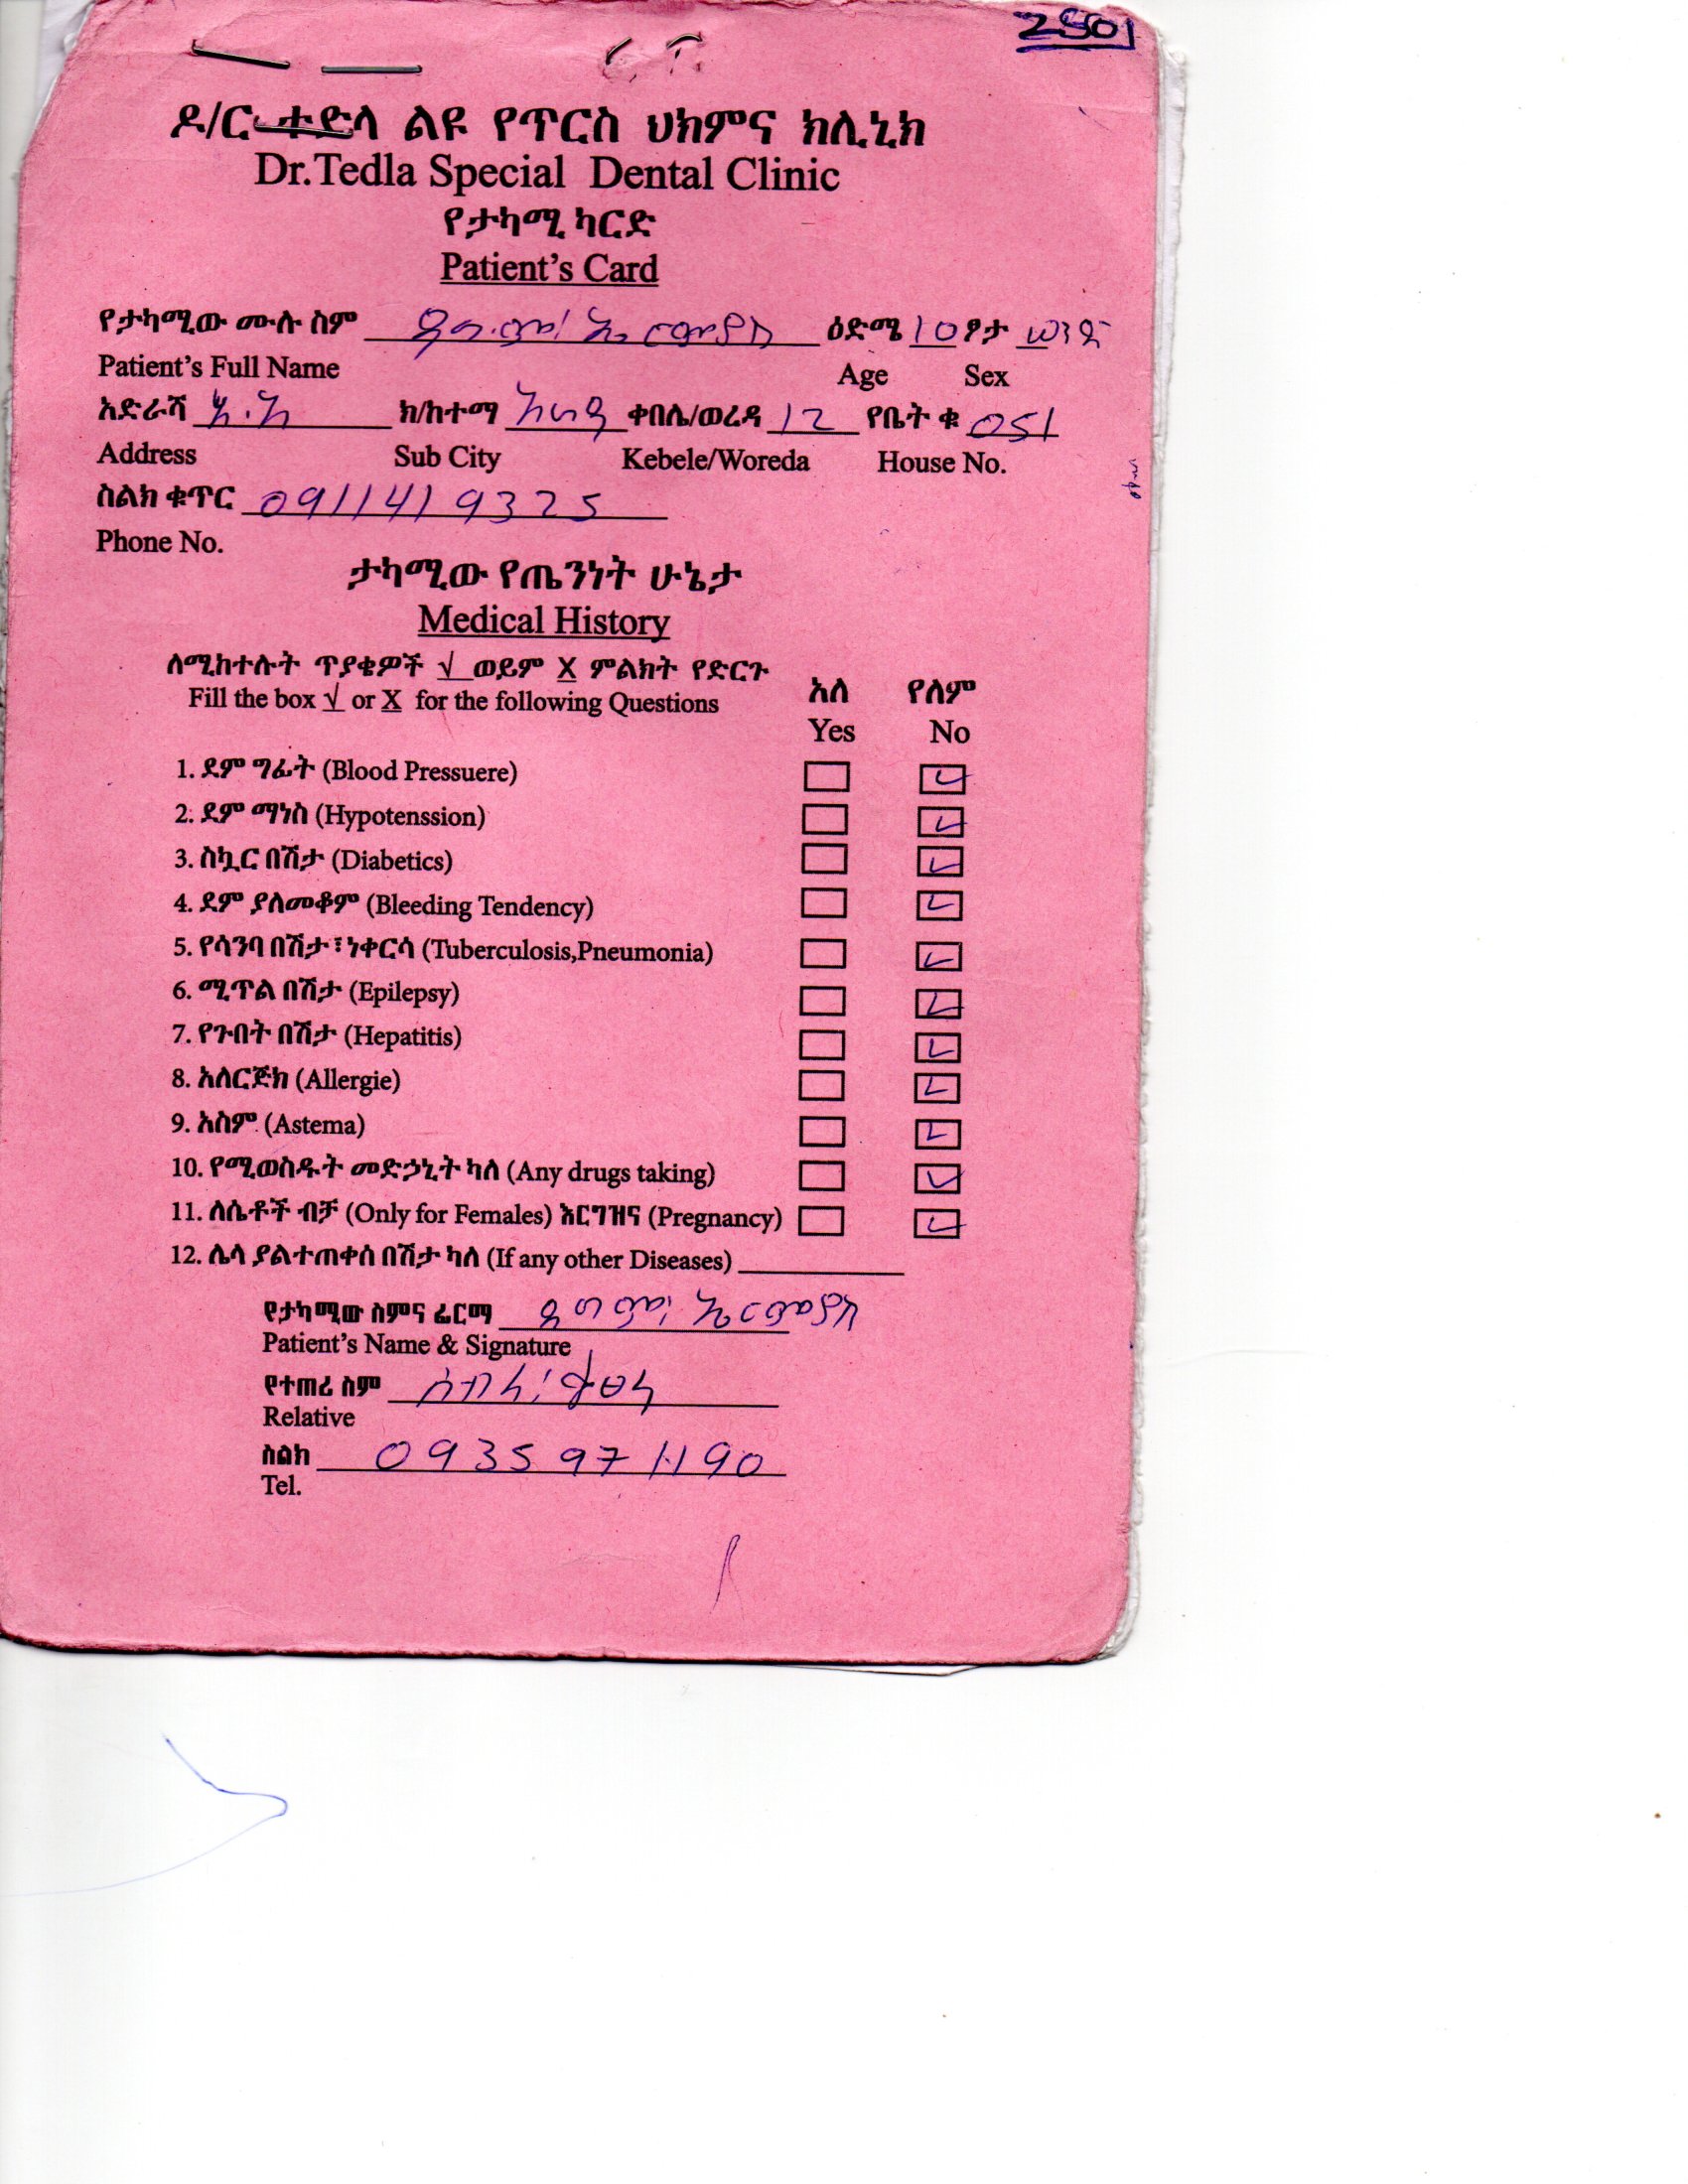 2501
ዶ/ር ተድላ ልዩ የጥርስ ህክምና ክሊኒክ
Dr.Tedla Special Dental Clinic
የታካሚ ካርድ
Patient's Card
የታካሚው ሙሉ ስም ዕድሜ 10 ፆታ ወንድ
Patient's Full Name Age Sex
አድራሻ አ.አ ክ/ከተማ አራዳ ቀበሌ/ወረዳ 12 የቤት ቁ 051
Address Sub City Kebele/Woreda House No.
ስልክ ቁጥር 0911419325
Phone No.
ታካሚው የጤንነት ሁኔታ
Medical History
ለሚከተሉት ጥያቄዎች √ ወይም X ምልክት የድርጉ
Fill the box √ or X for the following Questions
አለ የለም
Yes No
1. ደም ግፊት (Blood Pressuere)
2. ደም ማነስ (Hypotenssion)
3. ስኳር በሽታ (Diabetics)
4. ደም ያለመቆም (Bleeding Tendency)
5. የሳንባ በሽታ፣ ነቀርሳ (Tuberculosis,Pneumonia)
6. ሚጥል በሽታ (Epilepsy)
7. የጉበት በሽታ (Hepatitis)
8. አለርጅክ (Allergie)
9. አስም (Astema)
10. የሚወስዱት መድኃኒት ካለ (Any drugs taking)
11. ለሴቶች ብቻ (Only for Females) እርግዝና (Pregnancy)
12. ሌላ ያልተጠቀሰ በሽታ ካለ (If any other Diseases)
የታካሚው ስምና ፊርማ
Patient's Name & Signature
የተጠሪ ስም
Relative
ስልክ 0935971190
Tel.